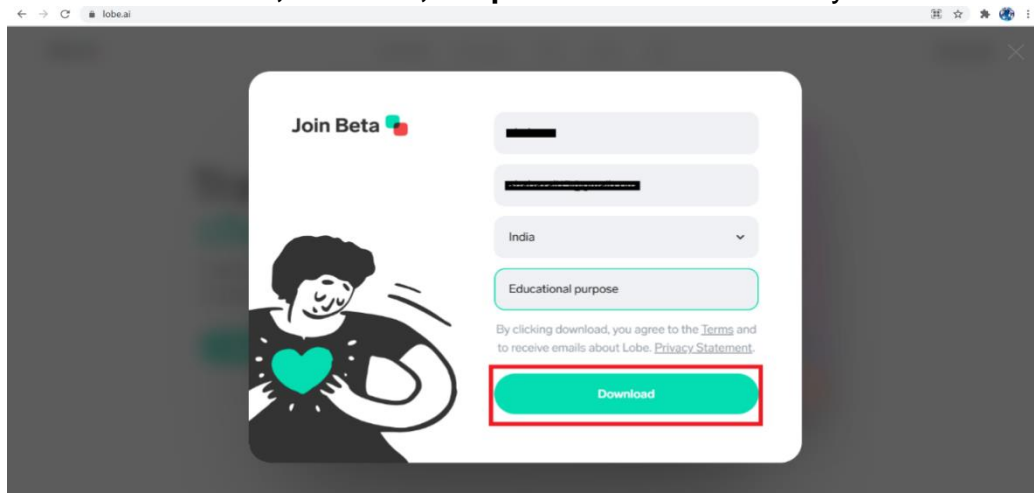 lobe.ai
Join Beta
India
Educational purpose
By clicking download, you agree to the Terms and
to receive emails about Lobe. Privacy Statement.
Download